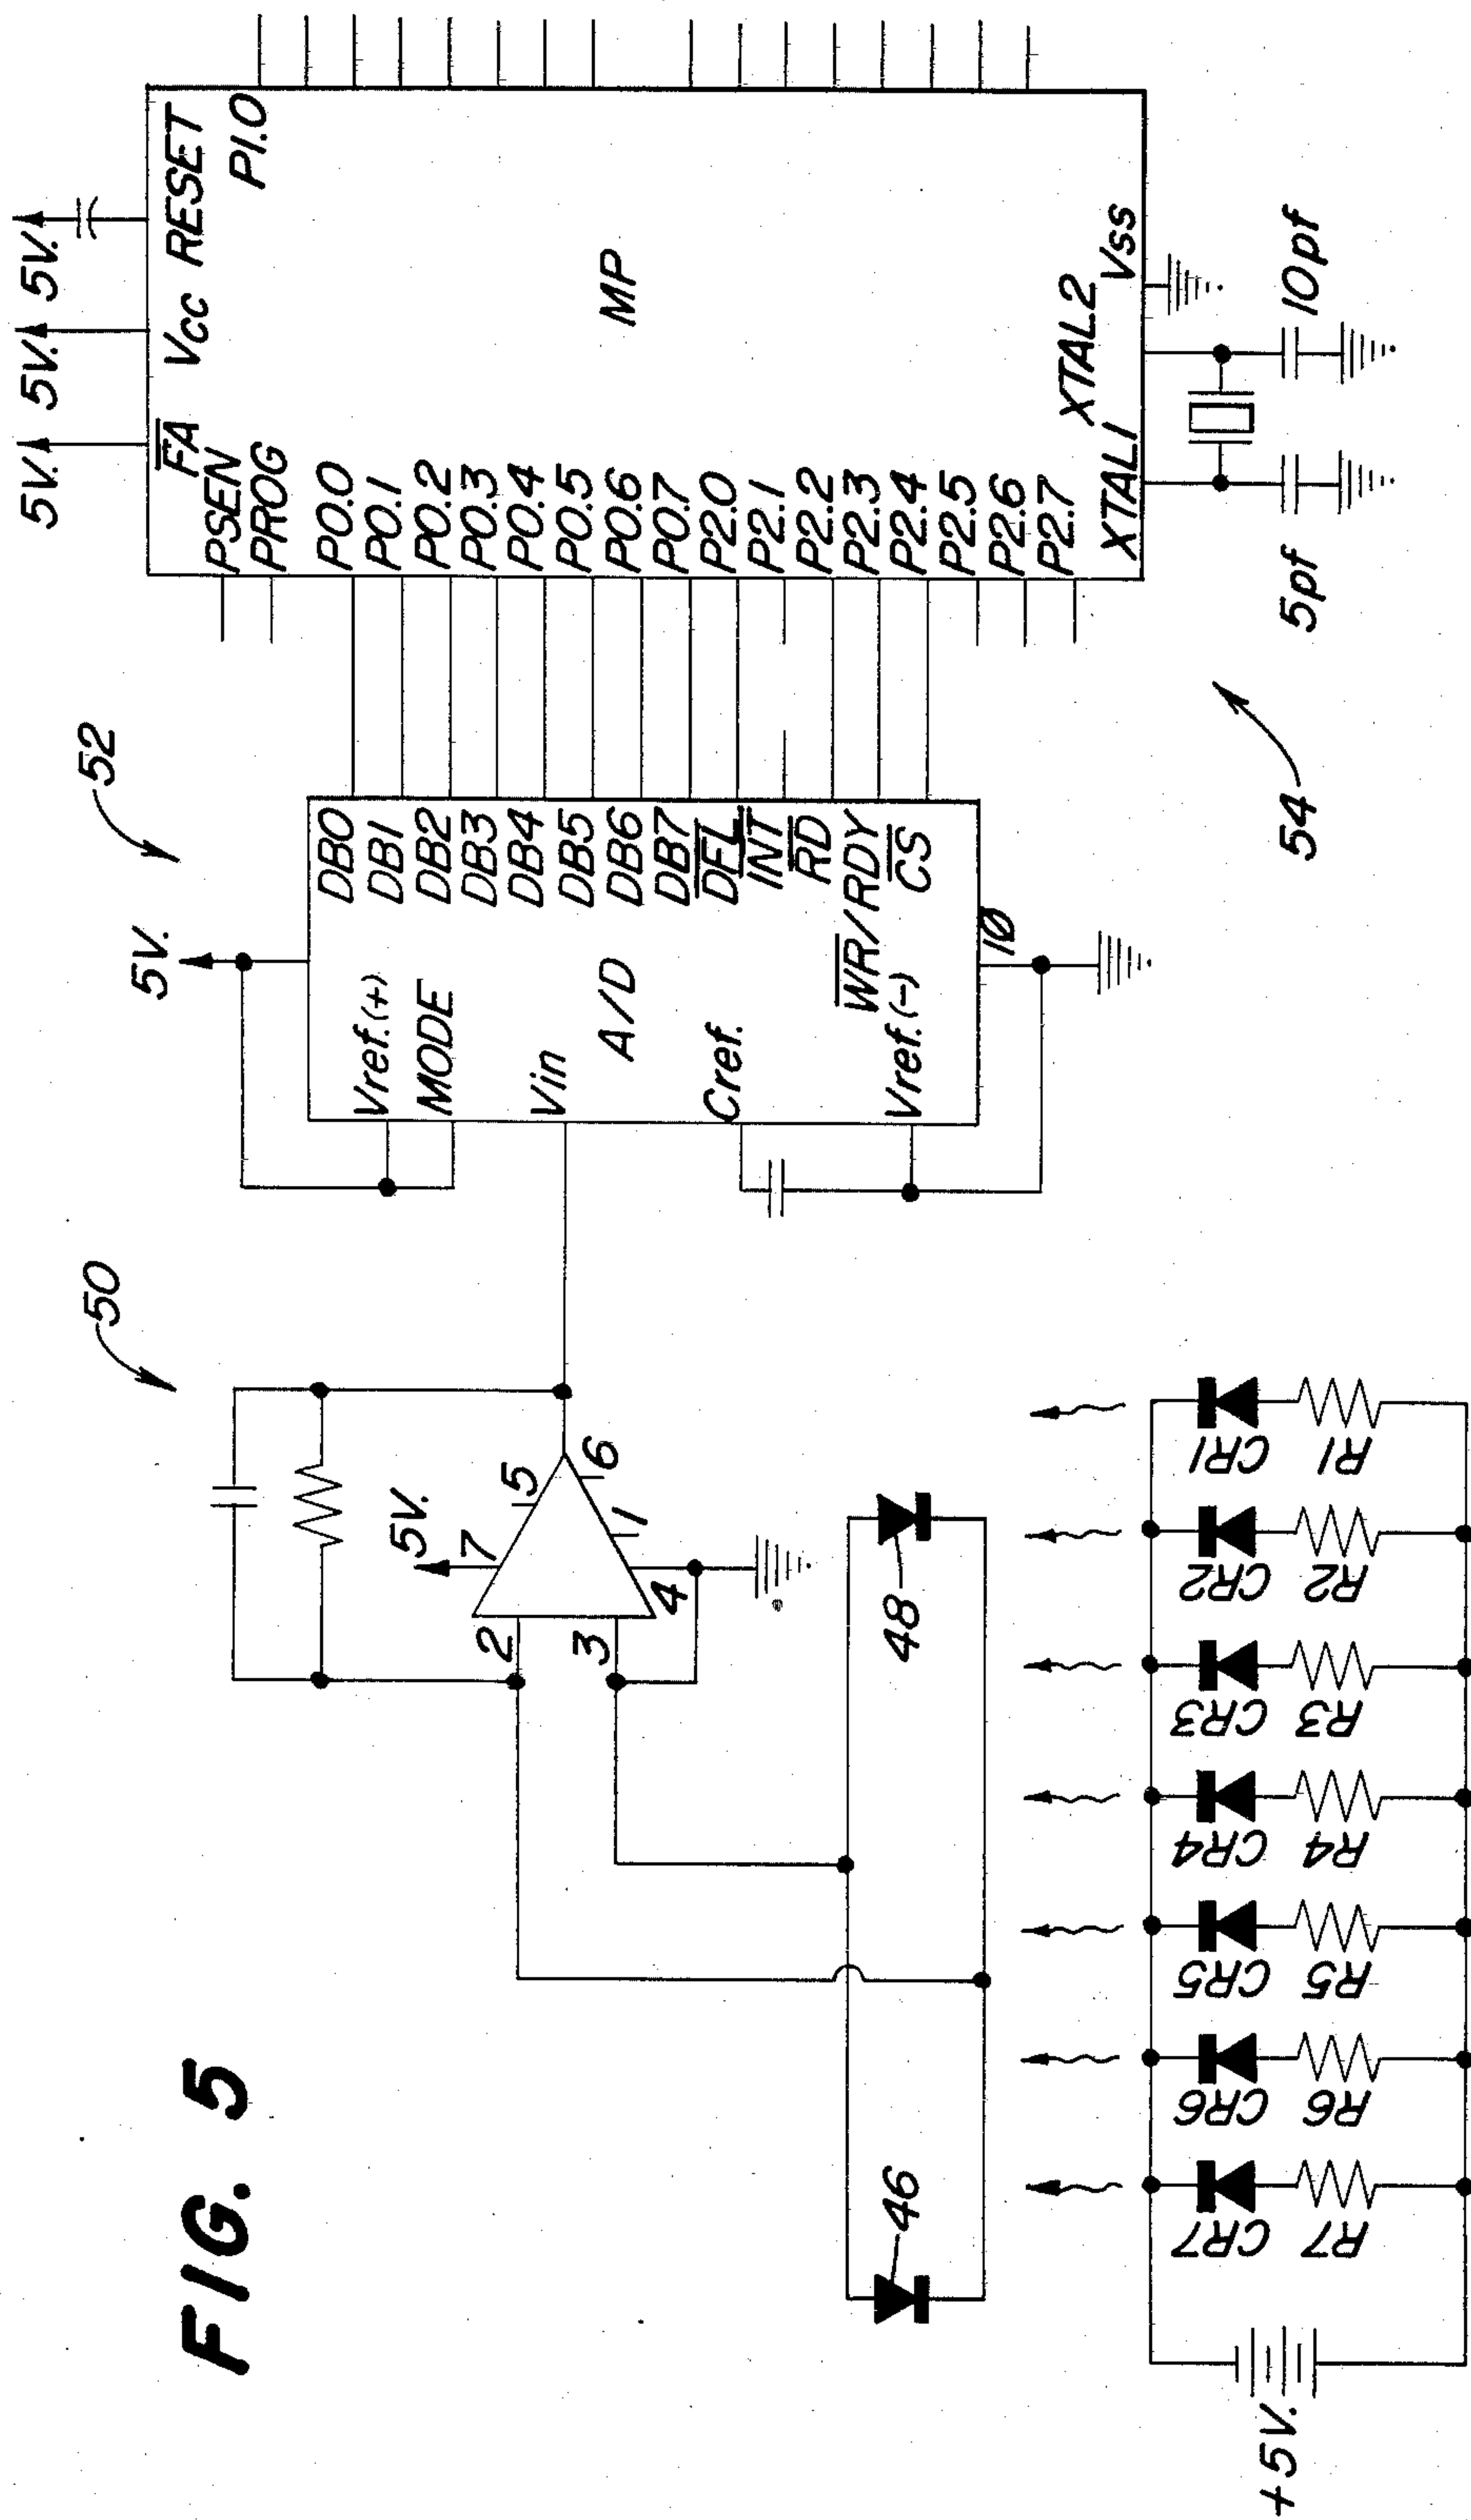 FIG. 5
50
52
54
5V.
5V.
5V.
FA
Vcc
RESET
PSEN
PROG
P1.0
P0.0
P0.1
P0.2
P0.3
P0.4
P0.5
P0.6
P0.7
P2.0
P2.1
P2.2
P2.3
P2.4
P2.5
P2.6
P2.7
MP
XTAL1
XTAL2
Vss
5pf
10pf
5V.
Vref.(+)
MODE
Vin
A/D
Cref.
Vref.(-)
DB0
DB1
DB2
DB3
DB4
DB5
DB6
DB7
DFL
INT
RD
WR/RDY
CS
10
5V.
7
5
2
3
4
1
6
46
48
+5V.
CR7
CR6
CR5
CR4
CR3
CR2
CR1
R7
R6
R5
R4
R3
R2
R1